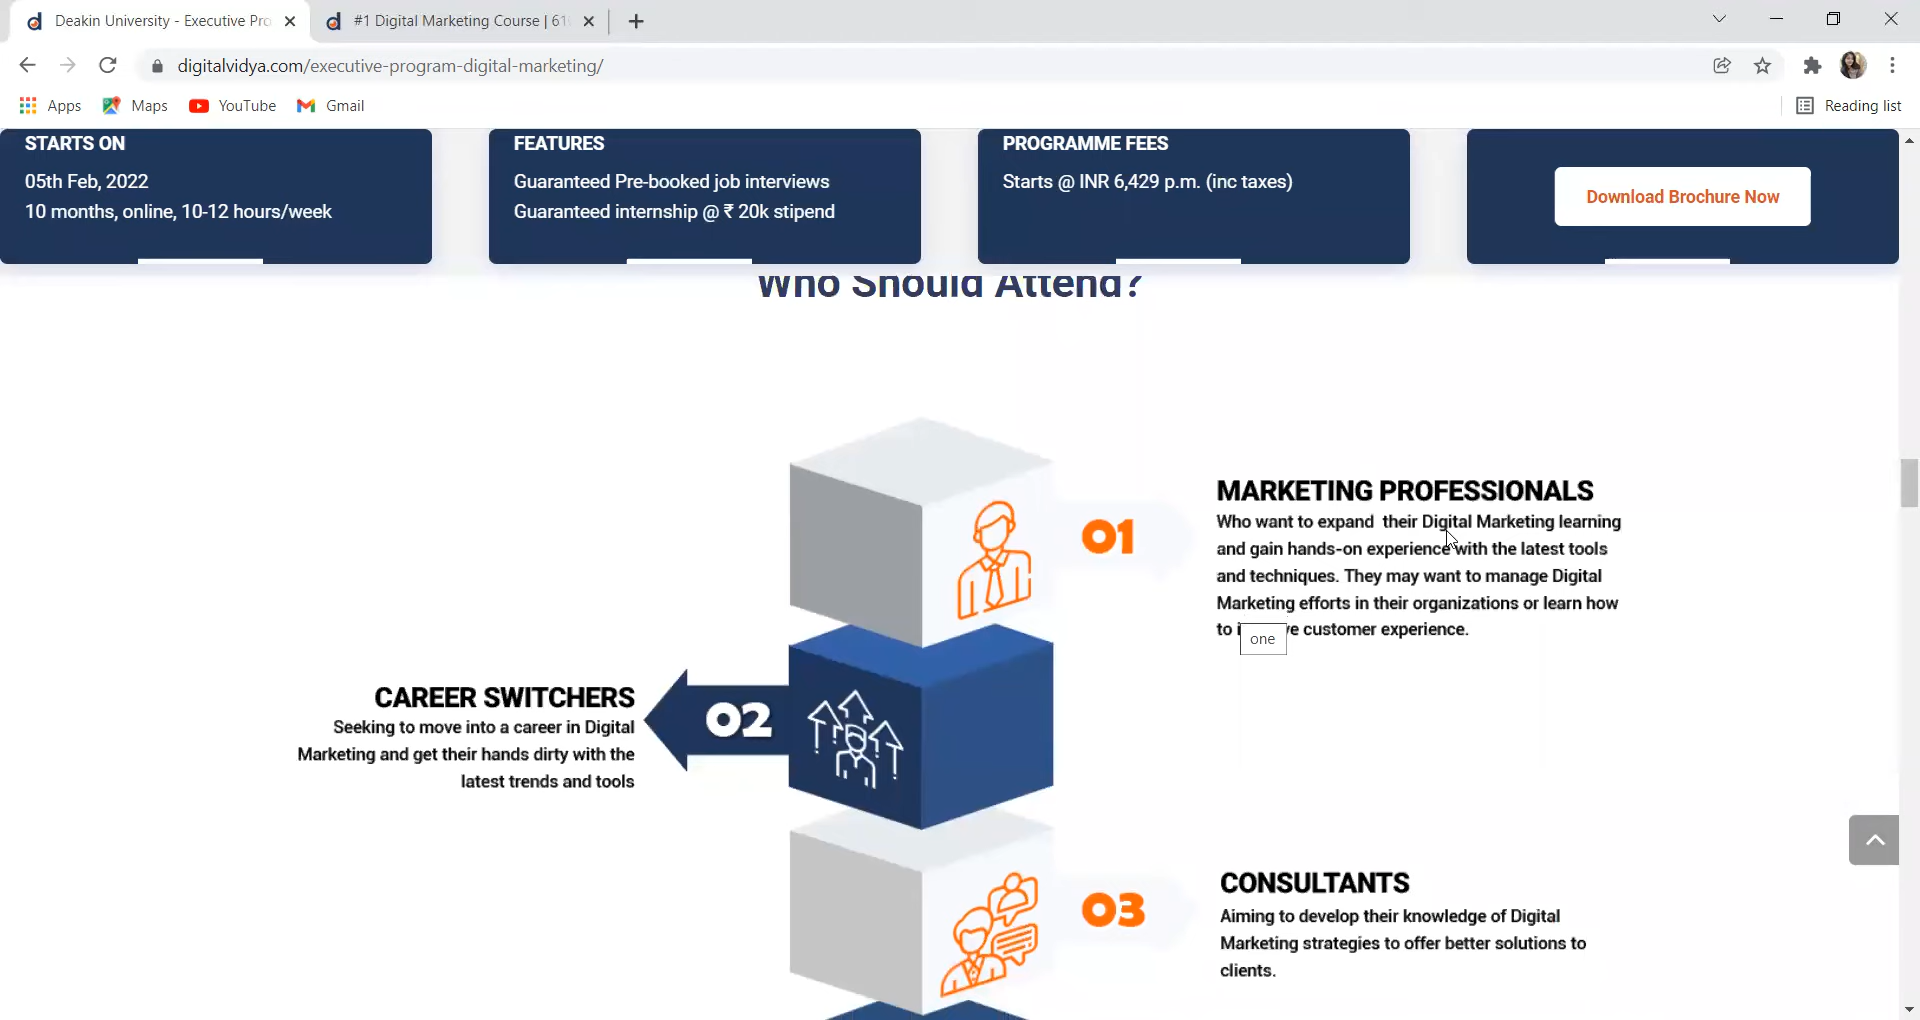 Deakin University - Executive Pro
#1 Digital Marketing Course | 61
digitalvidya.com/executive-program-digital-marketing/
Apps
Maps
YouTube
Gmail
Reading list
STARTS ON
05th Feb, 2022
10 months, online, 10-12 hours/week
FEATURES
Guaranteed Pre-booked job interviews
Guaranteed internship @ ₹ 20k stipend
PROGRAMME FEES
Starts @ INR 6,429 p.m. (inc taxes)
Download Brochure Now
Who Should Attend?
01
MARKETING PROFESSIONALS
Who want to expand their Digital Marketing learning
and gain hands-on experience with the latest tools
and techniques. They may want to manage Digital
Marketing efforts in their organizations or learn how
to customer experience.
one
CAREER SWITCHERS
Seeking to move into a career in Digital
Marketing and get their hands dirty with the
latest trends and tools
02
03
CONSULTANTS
Aiming to develop their knowledge of Digital
Marketing strategies to offer better solutions to
clients.